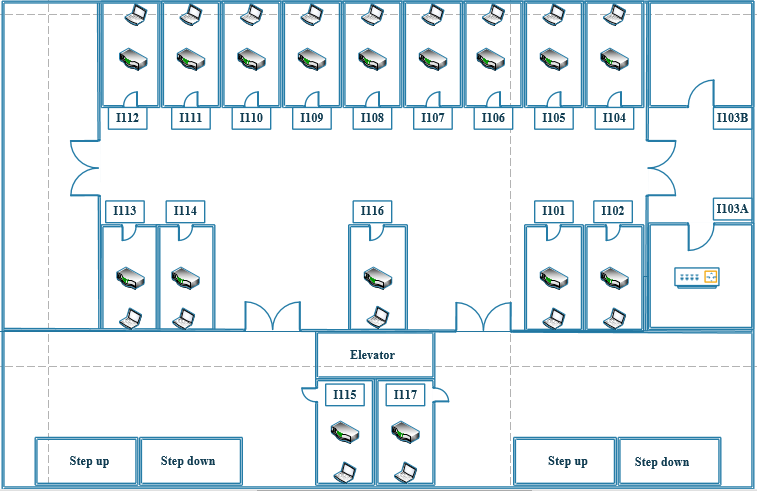 I112
I111
I110
I109
I108
I107
I106
I105
I104
I103B
I113
I114
I116
I101
I102
I103A
Elevator
I115
I117
Step up
Step down
Step up
Step down